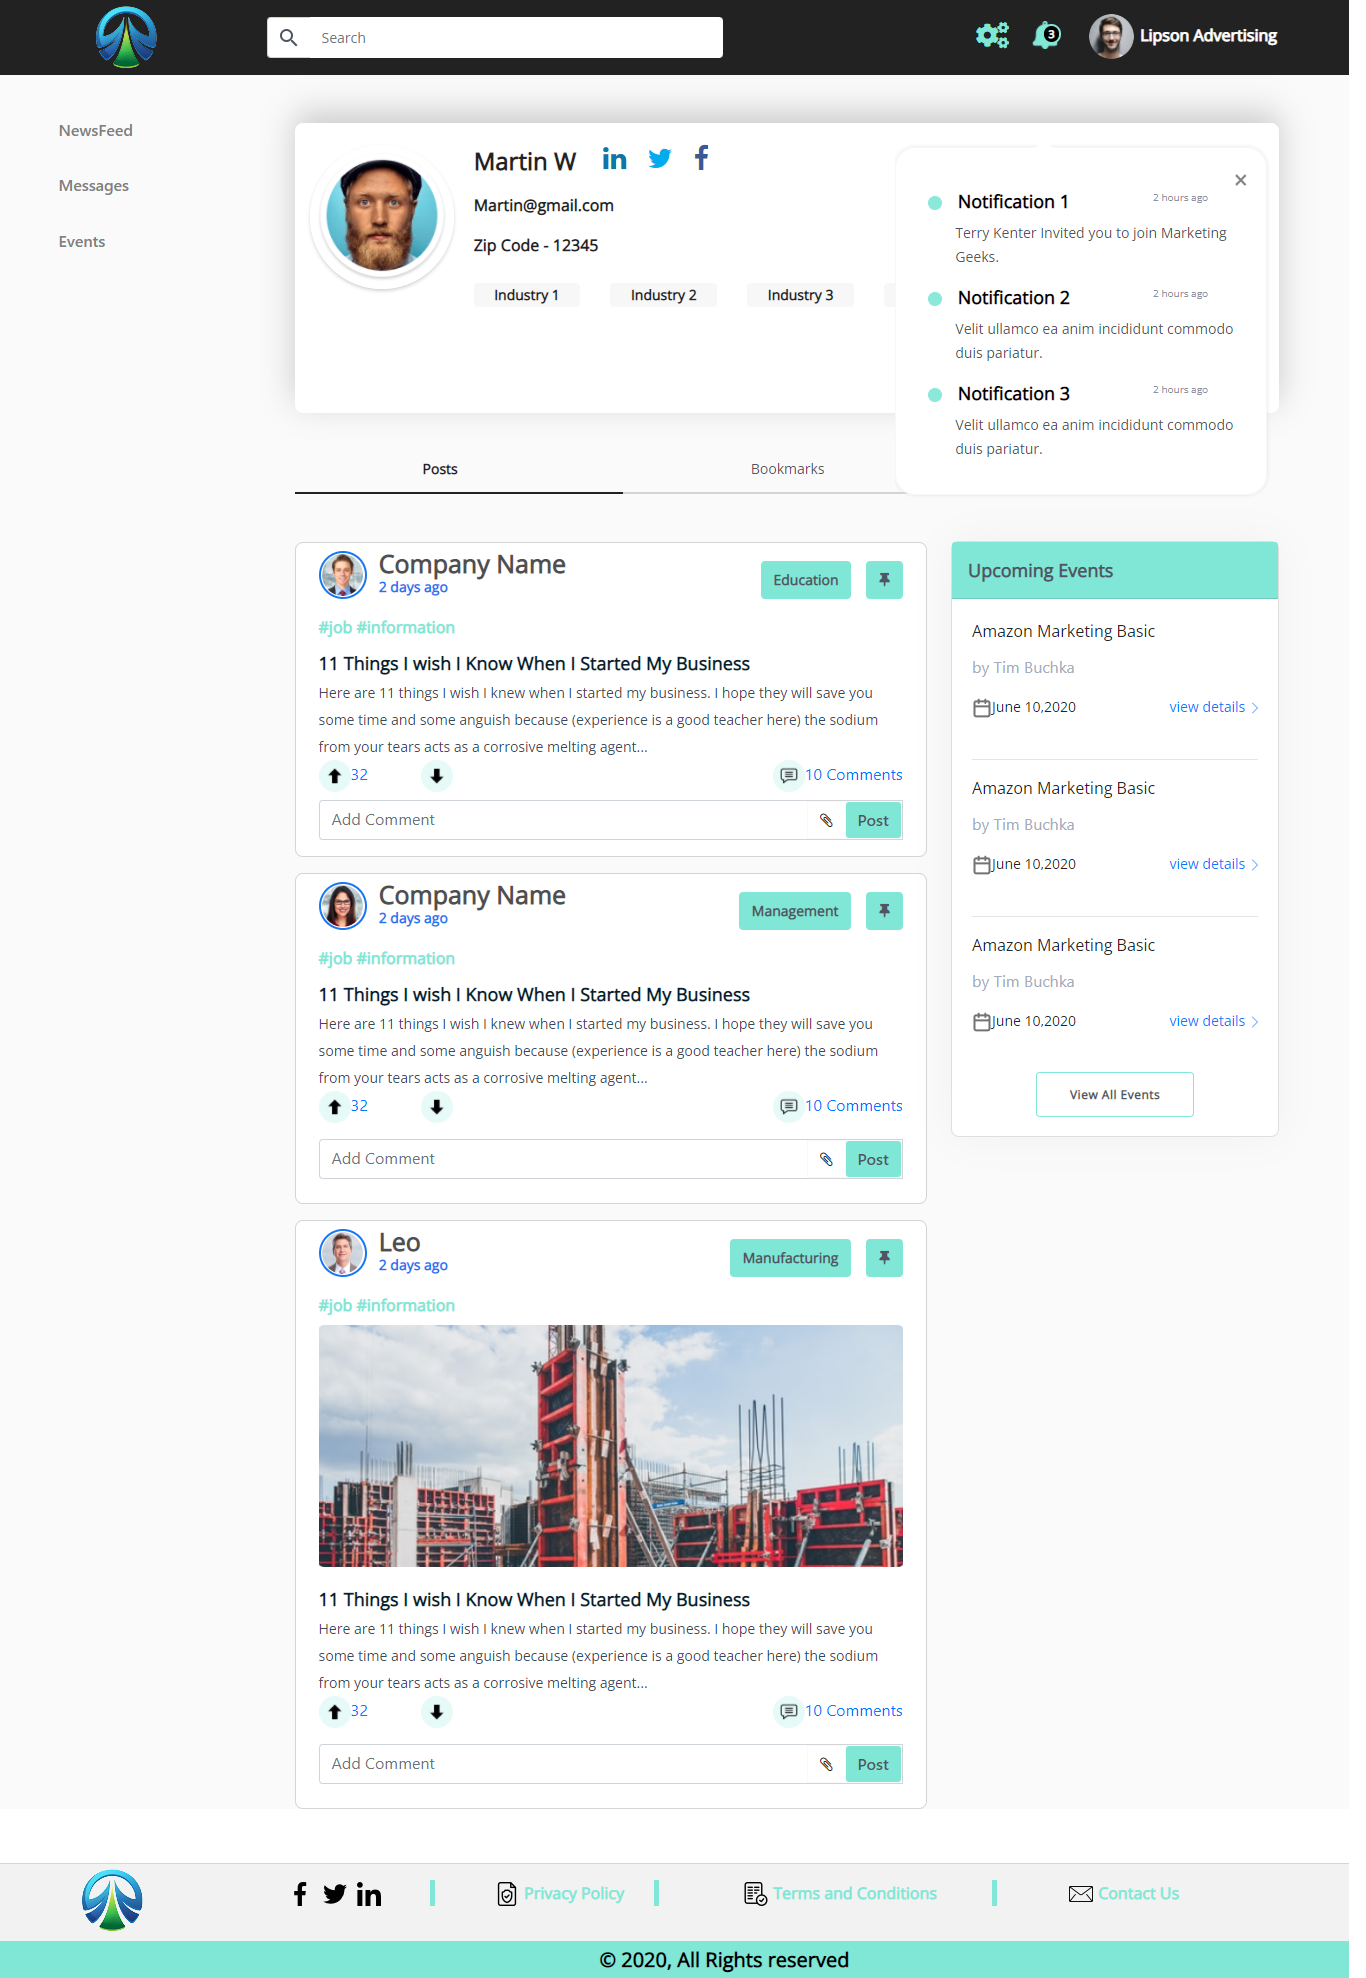 Search
3
Lipson Advertising
NewsFeed
Messages
Events
Martin W
Martin@gmail.com
Zip Code - 12345
Industry 1
Industry 2
Industry 3
Notification 1
2 hours ago
Terry Kenter Invited you to join Marketing
Geeks.
Notification 2
2 hours ago
Velit ullamco ea anim incididunt commodo
duis pariatur.
Notification 3
2 hours ago
Velit ullamco ea anim incididunt commodo
duis pariatur.
Posts
Bookmarks
Company Name
2 days ago
Education
#job #information
11 Things I wish I Know When I Started My Business
Here are 11 things I wish I knew when I started my business. I hope they will save you
some time and some anguish because (experience is a good teacher here) the sodium
from your tears acts as a corrosive melting agent...
32
10 Comments
Add Comment
Post
Company Name
2 days ago
Management
#job #information
11 Things I wish I Know When I Started My Business
Here are 11 things I wish I knew when I started my business. I hope they will save you
some time and some anguish because (experience is a good teacher here) the sodium
from your tears acts as a corrosive melting agent...
32
10 Comments
Add Comment
Post
Leo
2 days ago
Manufacturing
#job #information
11 Things I wish I Know When I Started My Business
Here are 11 things I wish I knew when I started my business. I hope they will save you
some time and some anguish because (experience is a good teacher here) the sodium
from your tears acts as a corrosive melting agent...
32
10 Comments
Add Comment
Post
Upcoming Events
Amazon Marketing Basic
by Tim Buchka
June 10,2020
view details
Amazon Marketing Basic
by Tim Buchka
June 10,2020
view details
Amazon Marketing Basic
by Tim Buchka
June 10,2020
view details
View All Events
Privacy Policy
Terms and Conditions
Contact Us
© 2020, All Rights reserved